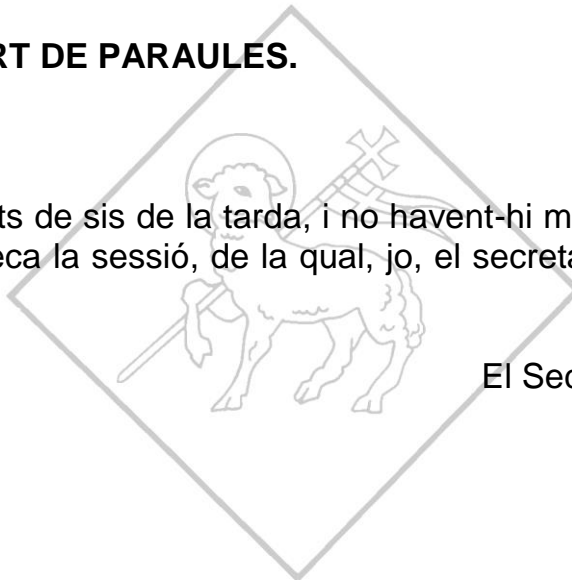 RT DE PARAULES.
ts de sis de la tarda, i no havent-hi m
eca la sessió, de la qual, jo, el secreta
El Sec